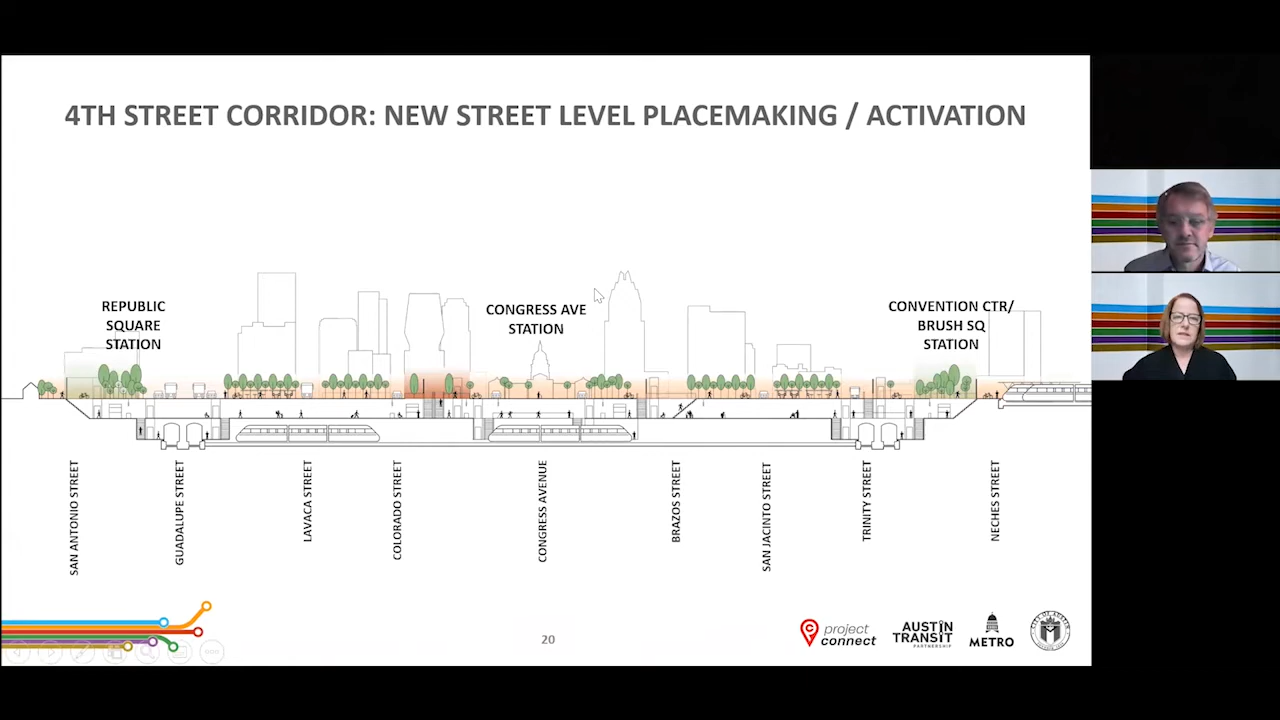 4TH STREET CORRIDOR: NEW STREET LEVEL PLACEMAKING / ACTIVATION
REPUBLIC
SQUARE
STATION
CONGRESS AVE
STATION
CONVENTION CTR/
BRUSH SQ
STATION
SAN ANTONIO STREET
GUADALUPE STREET
LAVACA STREET
COLORADO STREET
CONGRESS AVENUE
BRAZOS STREET
SAN JACINTO STREET
TRINITY STREET
NECHES STREET
20
project
connect
AUSTIN
TRANSIT
PARTNERSHIP
METRO